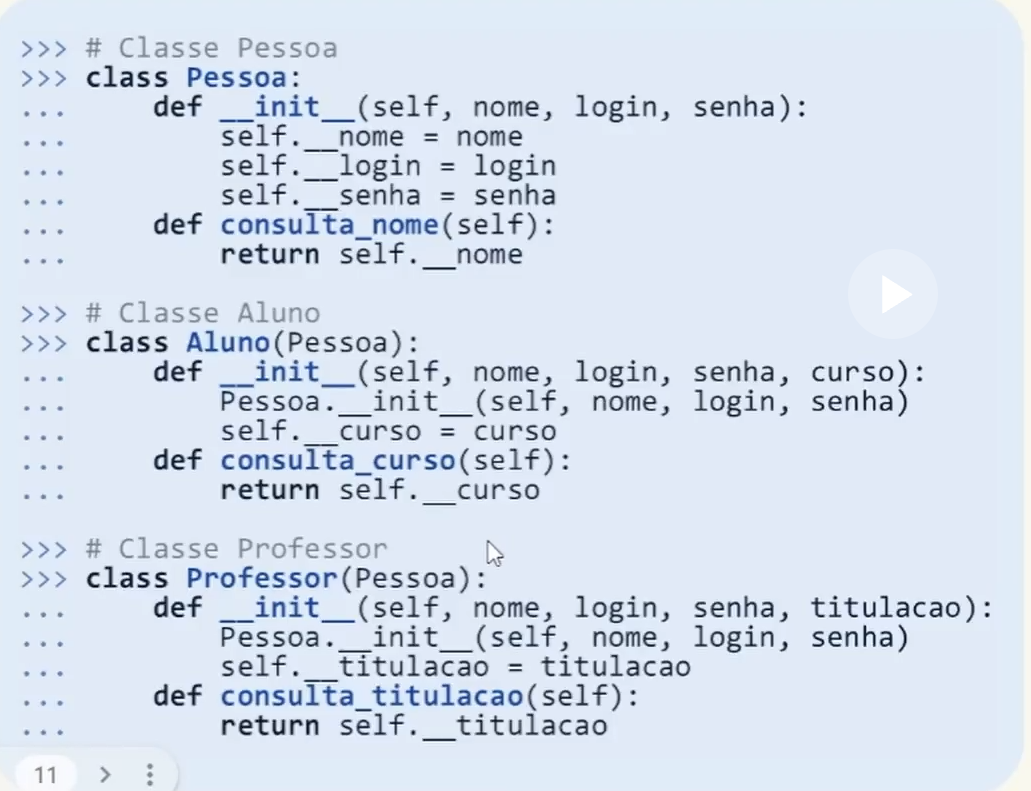 >>> # Classe Pessoa
>>> class Pessoa:
...     def __init__(self, nome, login, senha):
...         self.__nome = nome
...         self.__login = login
...         self.__senha = senha
...     def consulta_nome(self):
...         return self.__nome
>>> # Classe Aluno
>>> class Aluno(Pessoa):
...     def __init__(self, nome, login, senha, curso):
...         Pessoa.__init__(self, nome, login, senha)
...         self.__curso = curso
...     def consulta_curso(self):
...         return self.__curso
>>> # Classe Professor
>>> class Professor(Pessoa):
...     def __init__(self, nome, login, senha, titulacao):
...         Pessoa.__init__(self, nome, login, senha)
...         self.__titulacao = titulacao
...     def consulta_titulacao(self):
...         return self.__titulacao
11